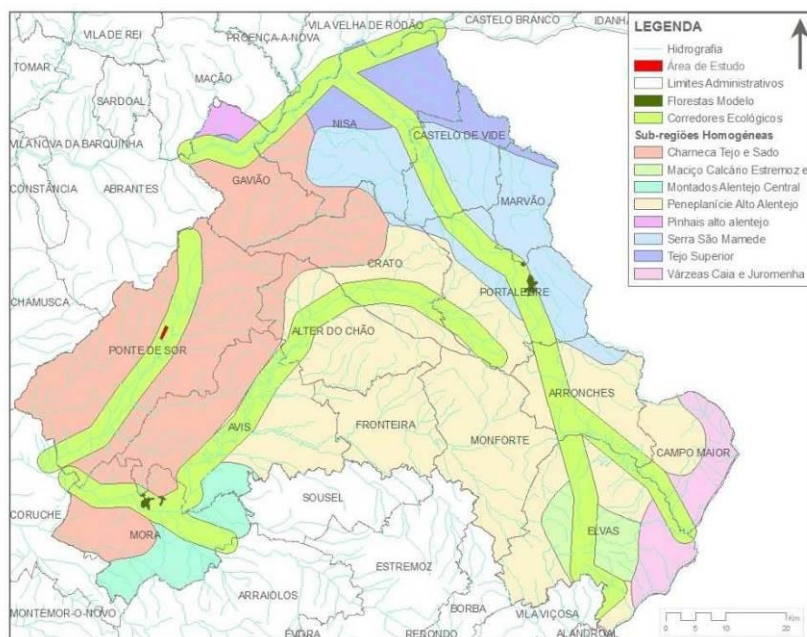 VILA VELHA DE RODÃO
CASTELO BRANCO
IDANHA
VILA DE REI
PROENÇA-A-NOVA
TOMAR
MAÇÃO
SARDOAL
NISA
VILA NOVA DA BARQUINHA
CASTELO DE VIDE
CONSTÂNCIA
ABRANTES
GAVIÃO
MARVÃO
CRATO
CHAMUSCA
PORTALEGRE
ALTER DO CHÃO
PONTE DE SOR
ARRONCHES
AVIS
FRONTEIRA
MONFORTE
CAMPO MAIOR
SOUSEL
CORUCHE
MORA
ELVAS
ESTREMOZ
ARRAIOLOS
MONTEMOR-O-NOVO
BORBA
VILA VIÇOSA
ÉVORA
REDONDO
ALANDROAL
LEGENDA
Hidrografia
Área de Estudo
Limites Administrativos
Florestas Modelo
Corredores Ecológicos
Sub-regiões Homogéneas
Charneca Tejo e Sado
Maciço Calcário Estremoz e
Montados Alentejo Central
Peneplanície Alto Alentejo
Pinhais alto alentejo
Serra São Mamede
Tejo Superior
Várzeas Caia e Juromenha
0 5 10 20
Km